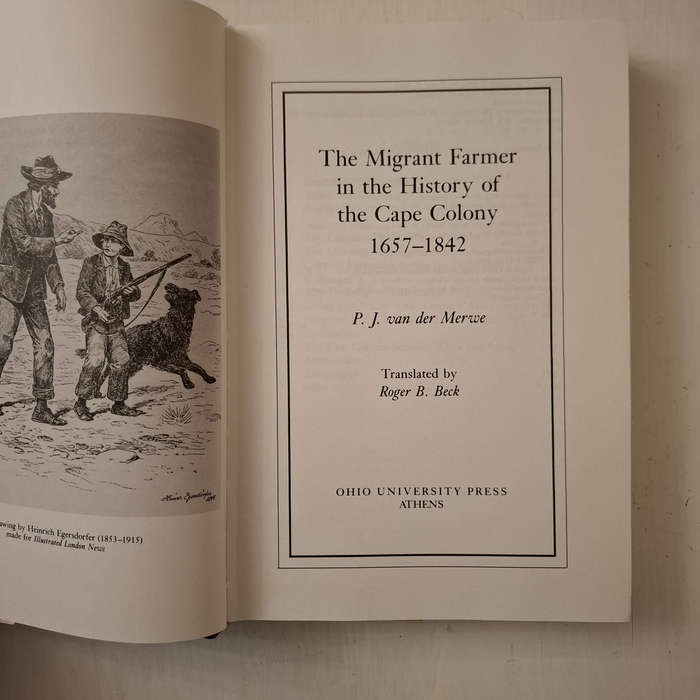 awing by Heinrich Egersdorfer (1853–1915)
made for Illustrated London News
The Migrant Farmer
in the History of
the Cape Colony
1657–1842
P. J. van der Merwe
Translated by
Roger B. Beck
OHIO UNIVERSITY PRESS
ATHENS